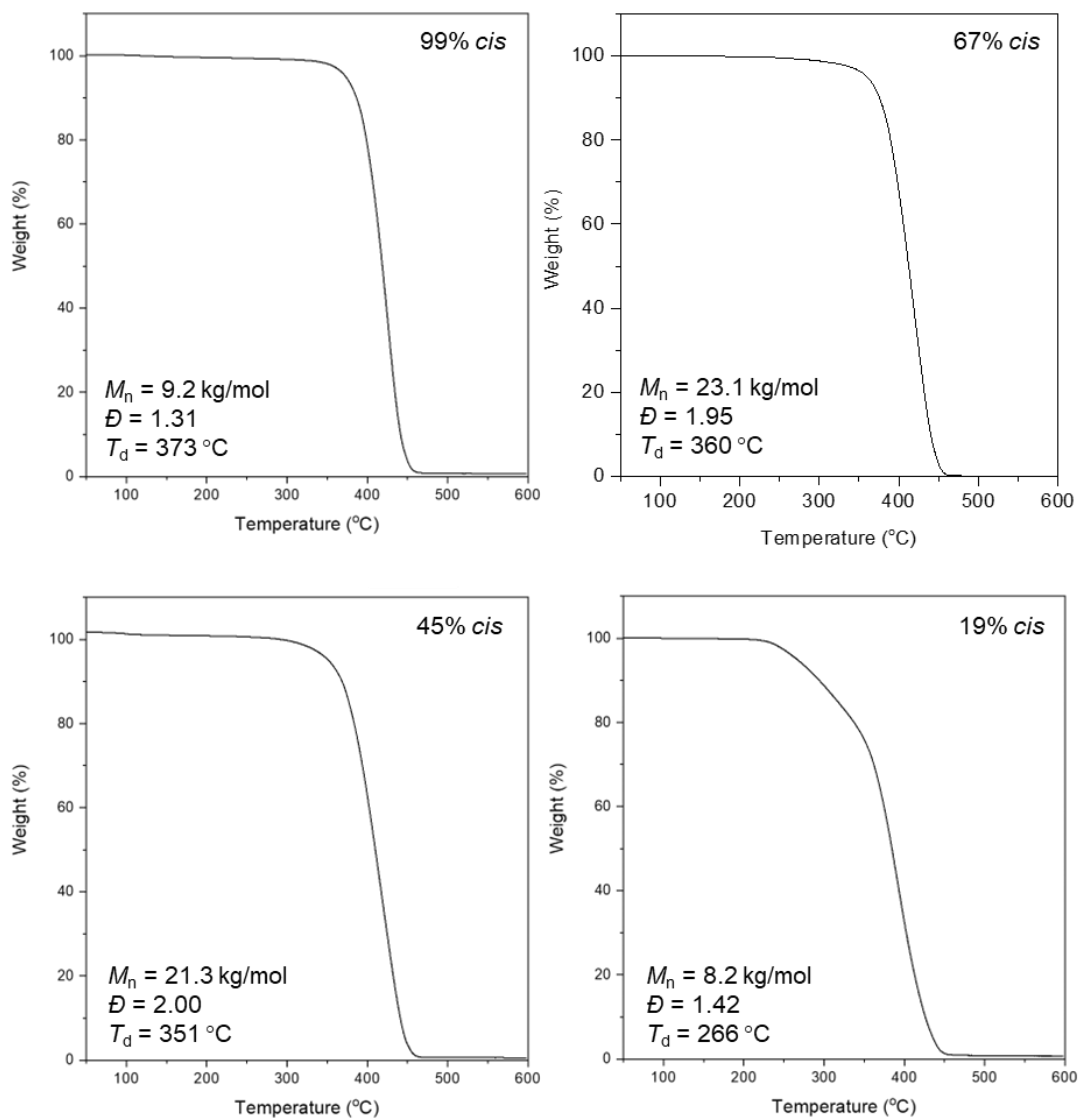 99% cis
100
80
60
40
20
0
Weight (%)
Mn = 9.2 kg/mol
Đ = 1.31
Td = 373 °C
100 200 300 400 500 600
Temperature (°C)
67% cis
100
80
60
40
20
0
Weight (%)
Mn = 23.1 kg/mol
Đ = 1.95
Td = 360 °C
100 200 300 400 500 600
Temperature (°C)
45% cis
100
80
60
40
20
0
Weight (%)
Mn = 21.3 kg/mol
Đ = 2.00
Td = 351 °C
100 200 300 400 500 600
Temperature (°C)
19% cis
100
80
60
40
20
0
Weight (%)
Mn = 8.2 kg/mol
Đ = 1.42
Td = 266 °C
100 200 300 400 500 600
Temperature (°C)